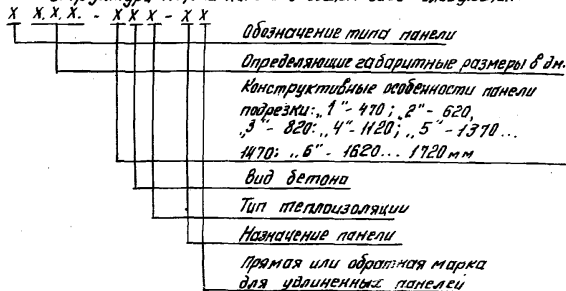 X X.X.X. - X X X - X X
Обозначение типа панели
Определяющие габаритные размеры в дм.
Конструктивные особенности панели
подрезки: „1"- 470; „2"- 620,
„3"- 820; „4"- 1120; „5"- 1370...
1470; „6"- 1620... 1720 мм
Вид бетона
Тип теплоизоляции
Назначение панели
Прямая или обратная марка
для удлиненных панелей